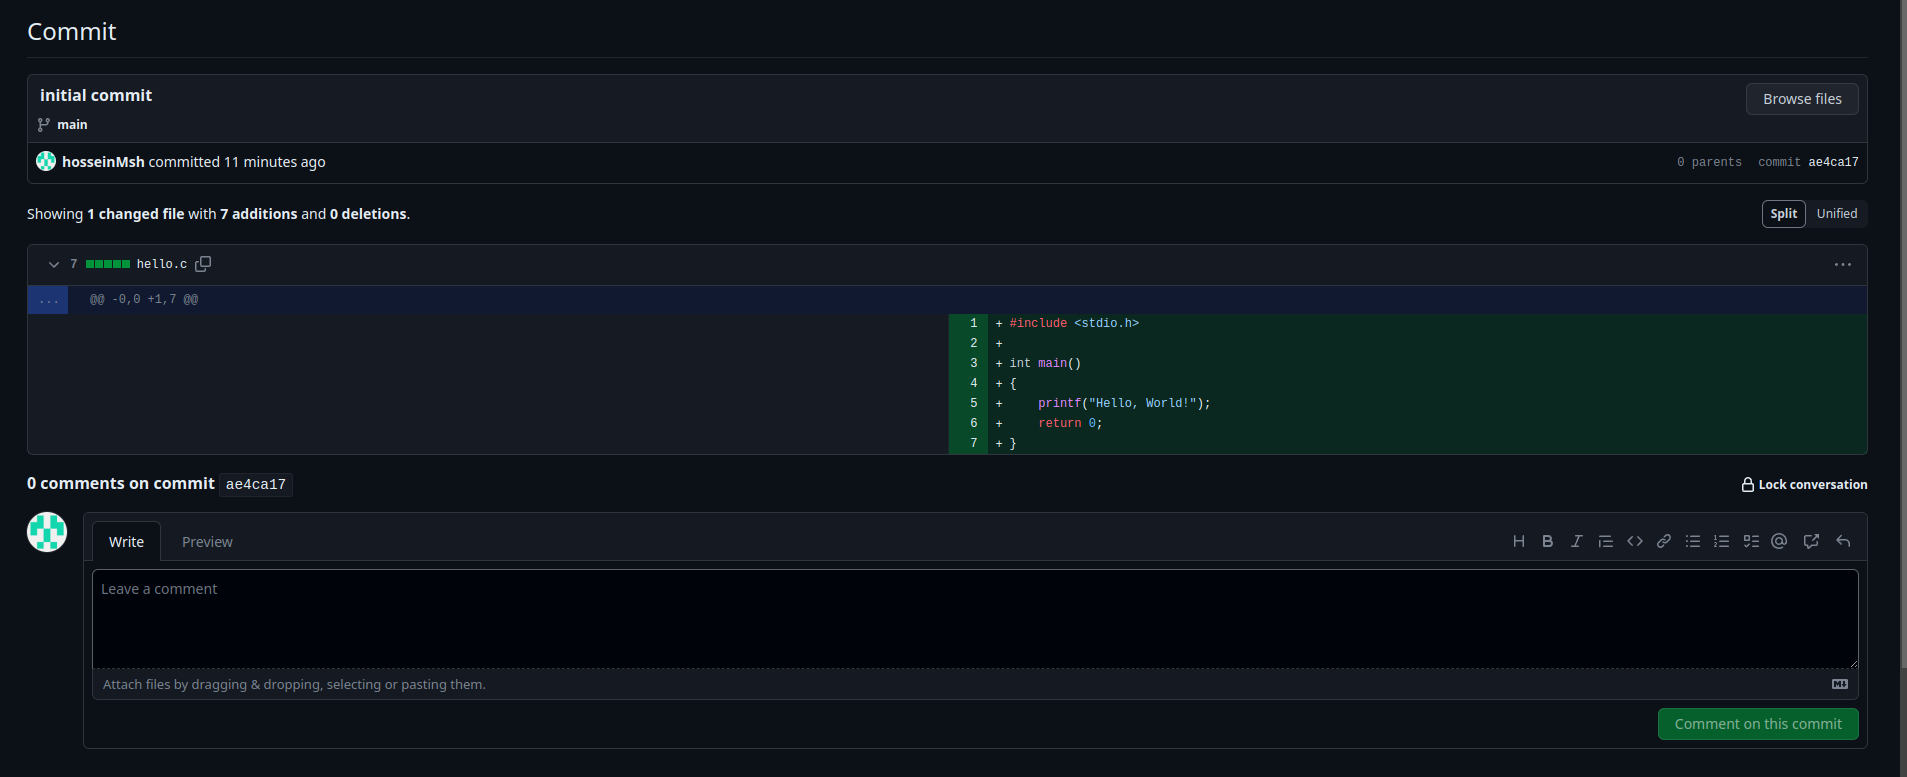 Commit
initial commit
Browse files
main
hosseinMsh committed 11 minutes ago
0 parents commit ae4ca17
Showing 1 changed file with 7 additions and 0 deletions.
Split Unified
7 hello.c
...
@@ -0,0 +1,7 @@
1 + #include <stdio.h>
2 +
3 + int main()
4 + {
5 +     printf("Hello, World!");
6 +     return 0;
7 + }
0 comments on commit ae4ca17
Lock conversation
Write Preview
Leave a comment
Attach files by dragging & dropping, selecting or pasting them.
Comment on this commit